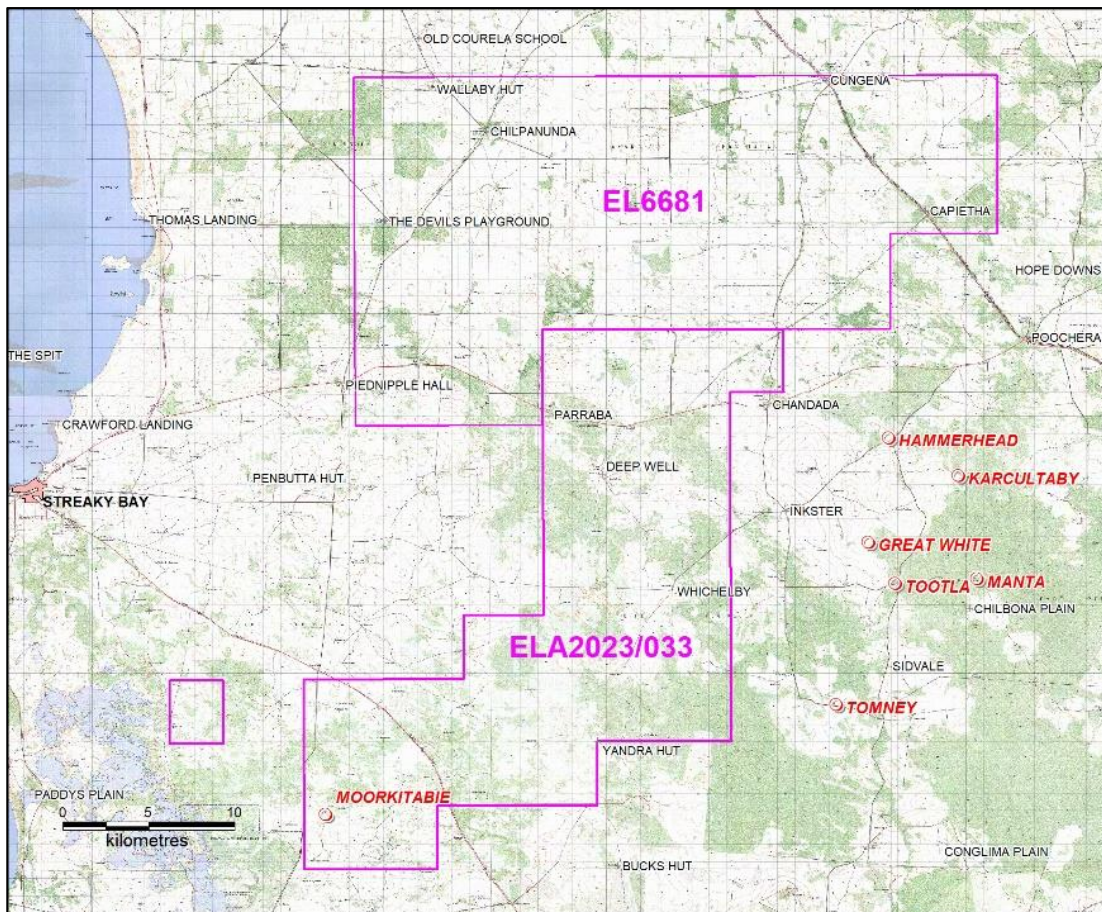 OLD COURELA SCHOOL
CUNGENA
WALLABY HUT
CHILPANUNDA
EL6681
CAPIETHA
THOMAS LANDING
THE DEVILS PLAYGROUND
HOPE DOWNS
POOCHERA
THE SPIT
PIEDNIPPLE HALL
CHANDADA
PARRABA
CRAWFORD LANDING
HAMMERHEAD
DEEP WELL
KARCULTABY
PENBUTTA HUT
STREAKY BAY
INKSTER
GREAT WHITE
TOOTLA
MANTA
WHICHELBY
CHILBONA PLAIN
ELA2023/033
SIDVALE
TOMNEY
YANDRA HUT
PADDYS PLAIN
MOORKITABIE
0 5 10
kilometres
CONGLIMA PLAIN
BUCKS HUT